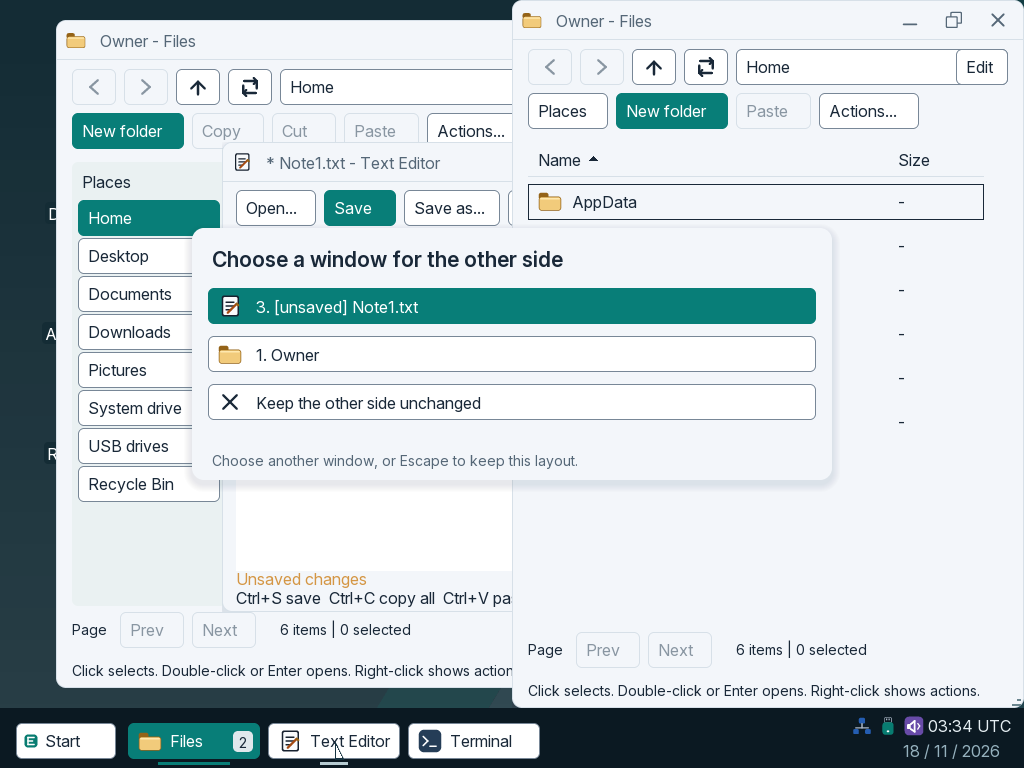 Owner - Files
Home
New folder
Copy
Cut
Paste
Actions...
Places
Home
Desktop
Documents
Downloads
Pictures
System drive
USB drives
Recycle Bin
Page
Prev
Next
6 items | 0 selected
Click selects. Double-click or Enter opens. Right-click shows action
* Note1.txt - Text Editor
Open...
Save
Save as...
Unsaved changes
Ctrl+S save Ctrl+C copy all Ctrl+V pa
Owner - Files
Home
Edit
Places
New folder
Paste
Actions...
Name
Size
AppData
-
-
-
-
-
-
Page
Prev
Next
6 items | 0 selected
Click selects. Double-click or Enter opens. Right-click shows actions.
Choose a window for the other side
3. [unsaved] Note1.txt
1. Owner
Keep the other side unchanged
Choose another window, or Escape to keep this layout.
D
A
R
Start
Files
2
Text Editor
Terminal
03:34 UTC
18 / 11 / 2026